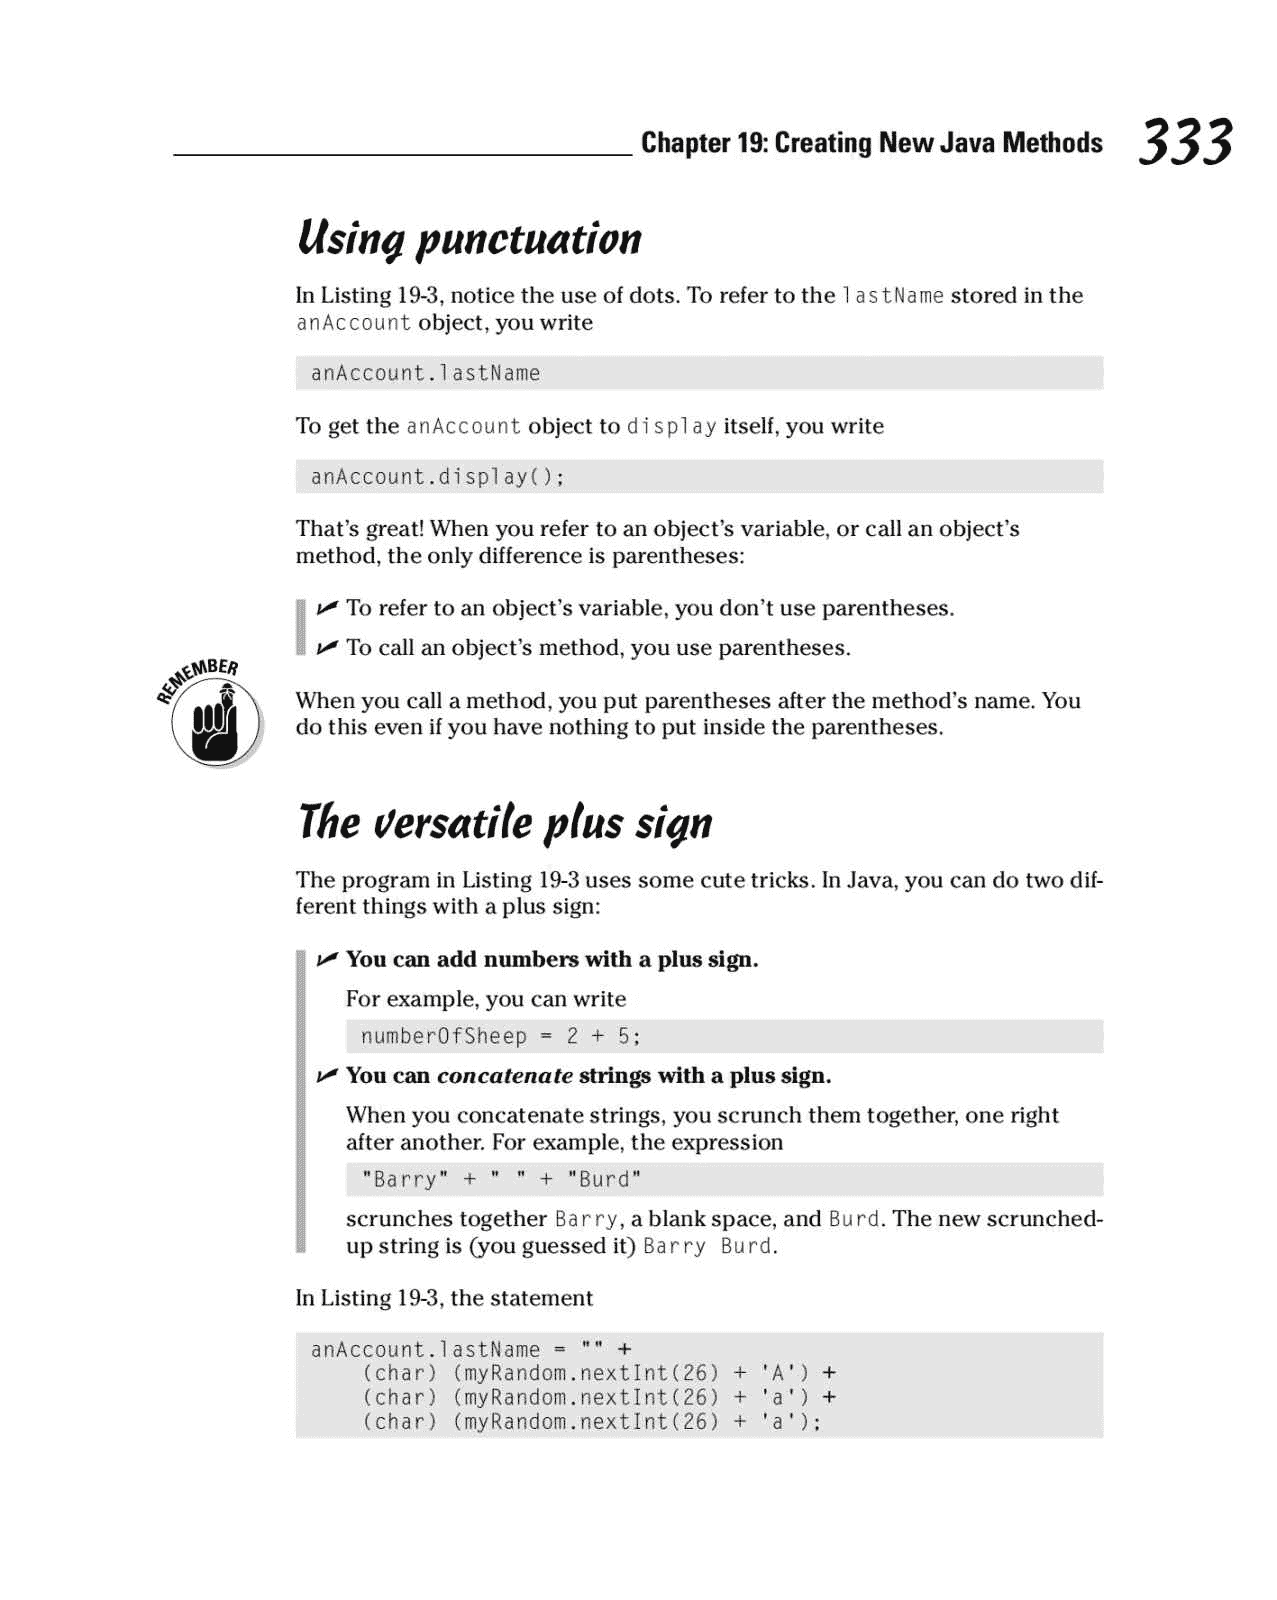 Chapter 19: Creating New Java Methods 333
Using punctuation
In Listing 19-3, notice the use of dots. To refer to the lastName stored in the
anAccount object, you write
anAccount.lastName
To get the anAccount object to display itself, you write
anAccount.display();
That's great! When you refer to an object's variable, or call an object's
method, the only difference is parentheses:
✓ To refer to an object's variable, you don't use parentheses.
✓ To call an object's method, you use parentheses.
REMEMBER
When you call a method, you put parentheses after the method's name. You
do this even if you have nothing to put inside the parentheses.
The versatile plus sign
The program in Listing 19-3 uses some cute tricks. In Java, you can do two dif-
ferent things with a plus sign:
✓ You can add numbers with a plus sign.
For example, you can write
numberOfSheep = 2 + 5;
✓ You can concatenate strings with a plus sign.
When you concatenate strings, you scrunch them together, one right
after another. For example, the expression
"Barry" + " " + "Burd"
scrunches together Barry, a blank space, and Burd. The new scrunched-
up string is (you guessed it) Barry Burd.
In Listing 19-3, the statement
anAccount.lastName = "" +
(char) (myRandom.nextInt(26) + 'A') +
(char) (myRandom.nextInt(26) + 'a') +
(char) (myRandom.nextInt(26) + 'a');